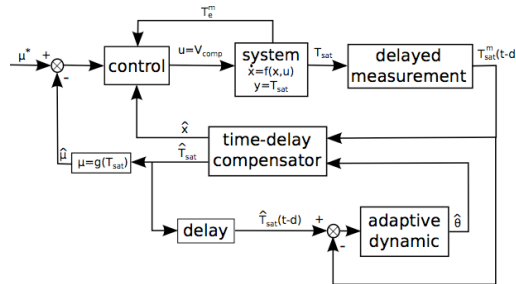 T_e^m
μ*
+
-
control
u=V_comp
system
ẋ=f(x,u)
y=T_sat
T_sat
delayed
measurement
T_sat^m(t-d
x̂
μ̂
μ=g(T_sat)
T̂_sat
time-delay
compensator
delay
T̂_sat(t-d)
+
-
adaptive
dynamic
θ̂